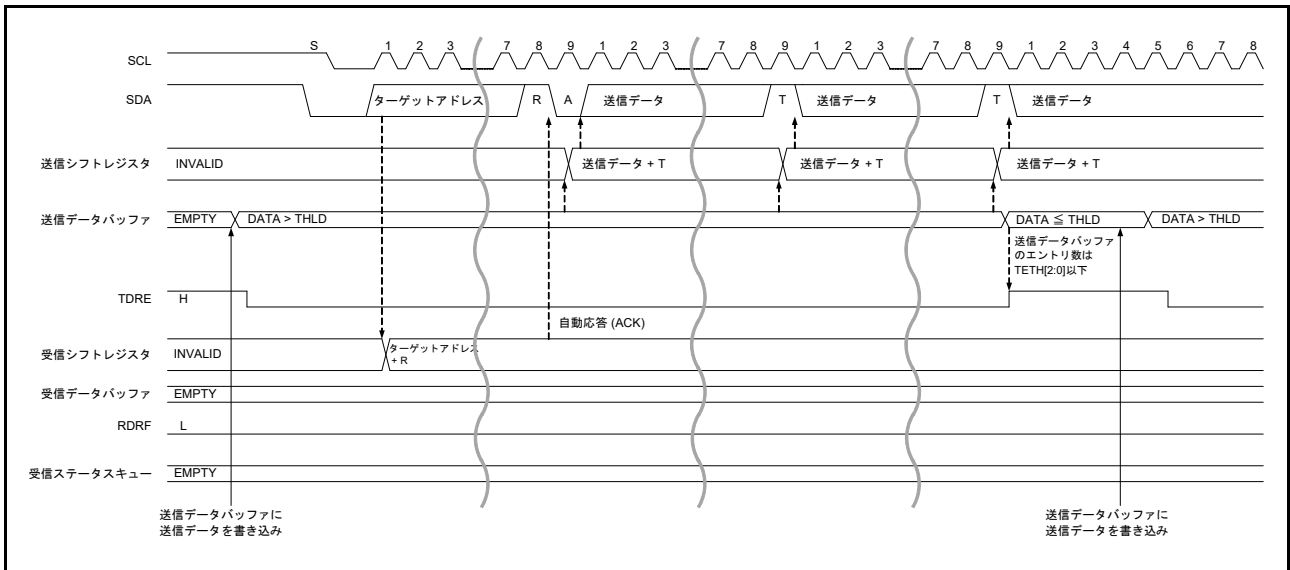 S 1 2 3 7 8 9 1 2 3 7 8 9 1 2 3 7 8 9 1 2 3 4 5 6 7 8
SCL
SDA ターゲットアドレス R A 送信データ T 送信データ T 送信データ
送信シフトレジスタ INVALID 送信データ + T 送信データ + T 送信データ + T
送信データバッファ EMPTY DATA > THLD DATA ≦ THLD DATA > THLD
送信データバッファ
のエントリ数は
TETH[2:0]以下
TDRE H
自動応答 (ACK)
受信シフトレジスタ INVALID ターゲットアドレス
+ R
受信データバッファ EMPTY
RDRF L
受信ステータスキュー EMPTY
送信データバッファに
送信データを書き込み
送信データバッファに
送信データを書き込み